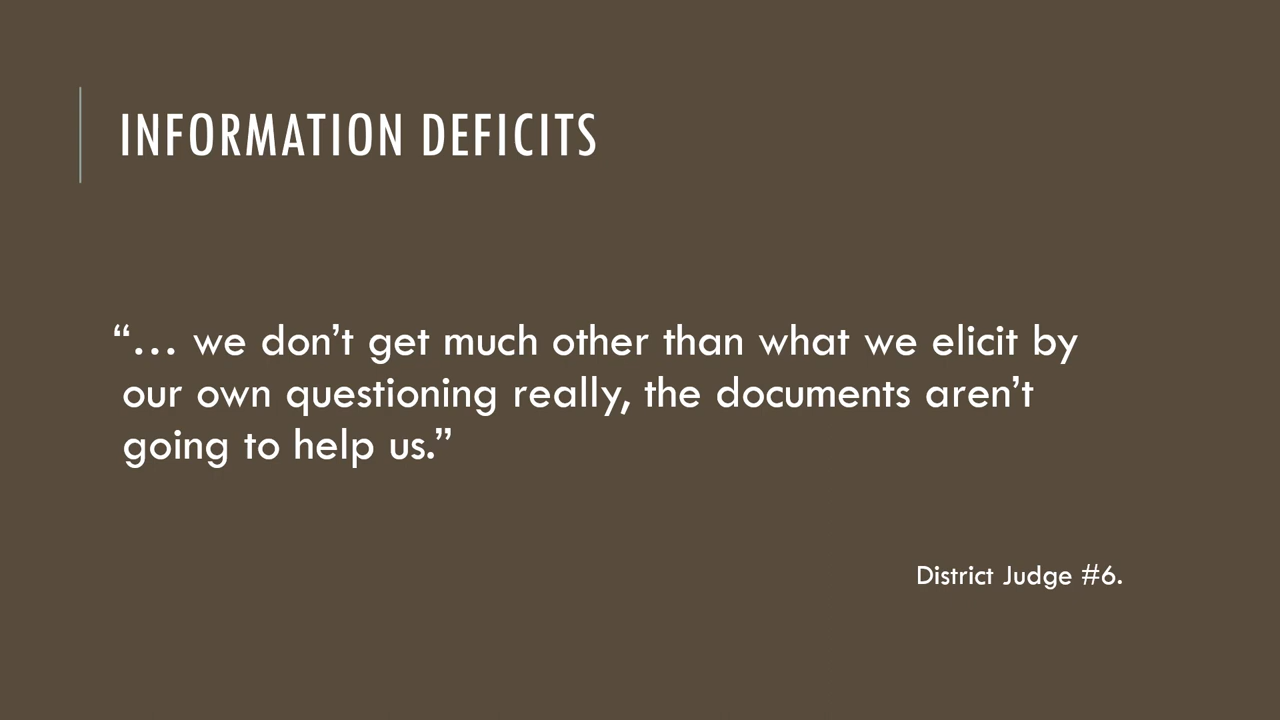 INFORMATION DEFICITS
“… we don’t get much other than what we elicit by
our own questioning really, the documents aren’t
going to help us.”
District Judge #6.